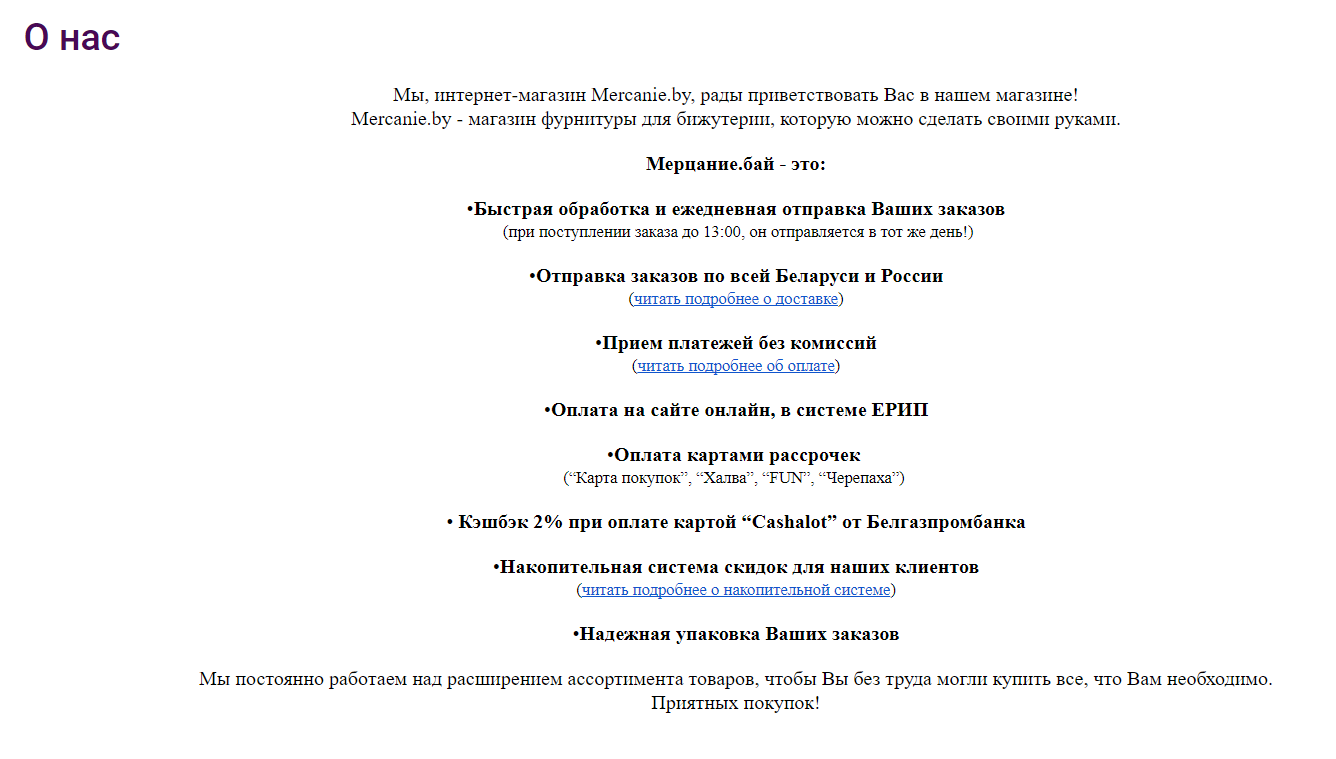 О нас
Мы, интернет-магазин Mercanie.by, рады приветствовать Вас в нашем магазине!
Mercanie.by - магазин фурнитуры для бижутерии, которую можно сделать своими руками.
Мерцание.бай - это:
•Быстрая обработка и ежедневная отправка Ваших заказов
(при поступлении заказа до 13:00, он отправляется в тот же день!)
•Отправка заказов по всей Беларуси и России
(читать подробнее о доставке)
•Прием платежей без комиссий
(читать подробнее об оплате)
•Оплата на сайте онлайн, в системе ЕРИП
•Оплата картами рассрочек
(“Карта покупок”, “Халва”, “FUN”, “Черепаха”)
• Кэшбэк 2% при оплате картой “Cashalot” от Белгазпромбанка
•Накопительная система скидок для наших клиентов
(читать подробнее о накопительной системе)
•Надежная упаковка Ваших заказов
Мы постоянно работаем над расширением ассортимента товаров, чтобы Вы без труда могли купить все, что Вам необходимо.
Приятных покупок!